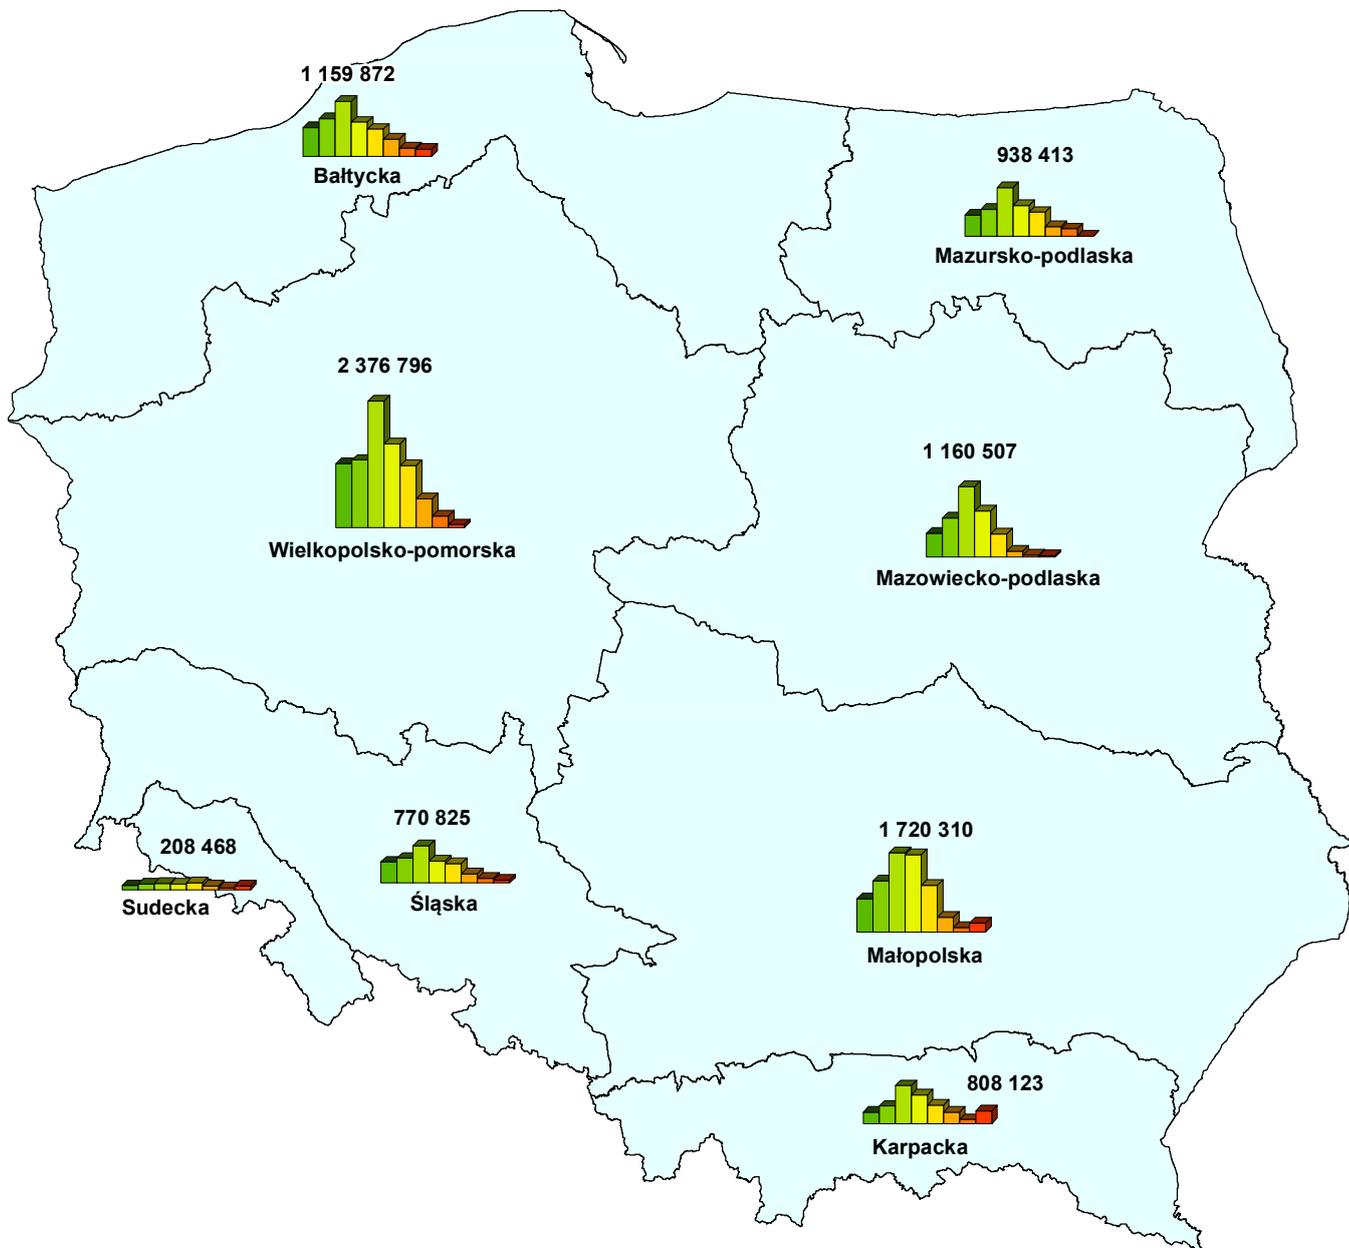 1 159 872
Bałtycka
938 413
Mazursko-podlaska
2 376 796
Wielkopolsko-pomorska
1 160 507
Mazowiecko-podlaska
770 825
Śląska
208 468
Sudecka
1 720 310
Małopolska
808 123
Karpacka